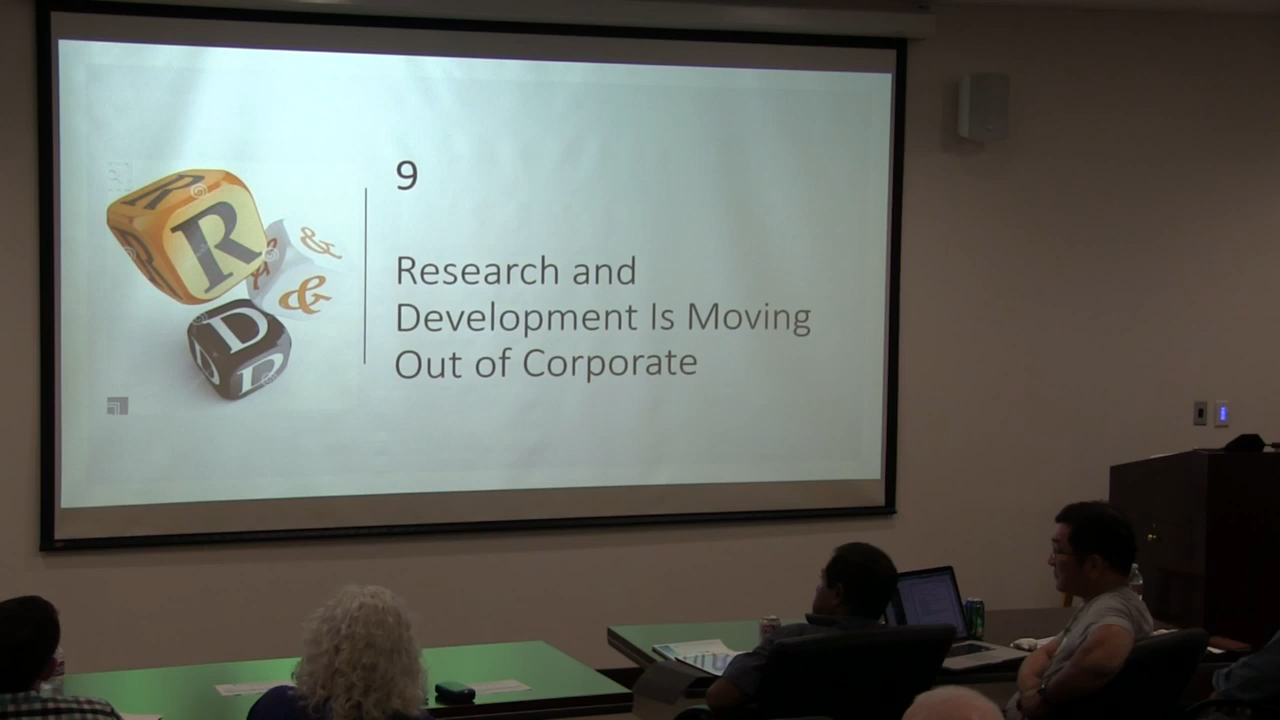 9
Research and
Development Is Moving
Out of Corporate
R
R
R
&
&
&
D
D
D